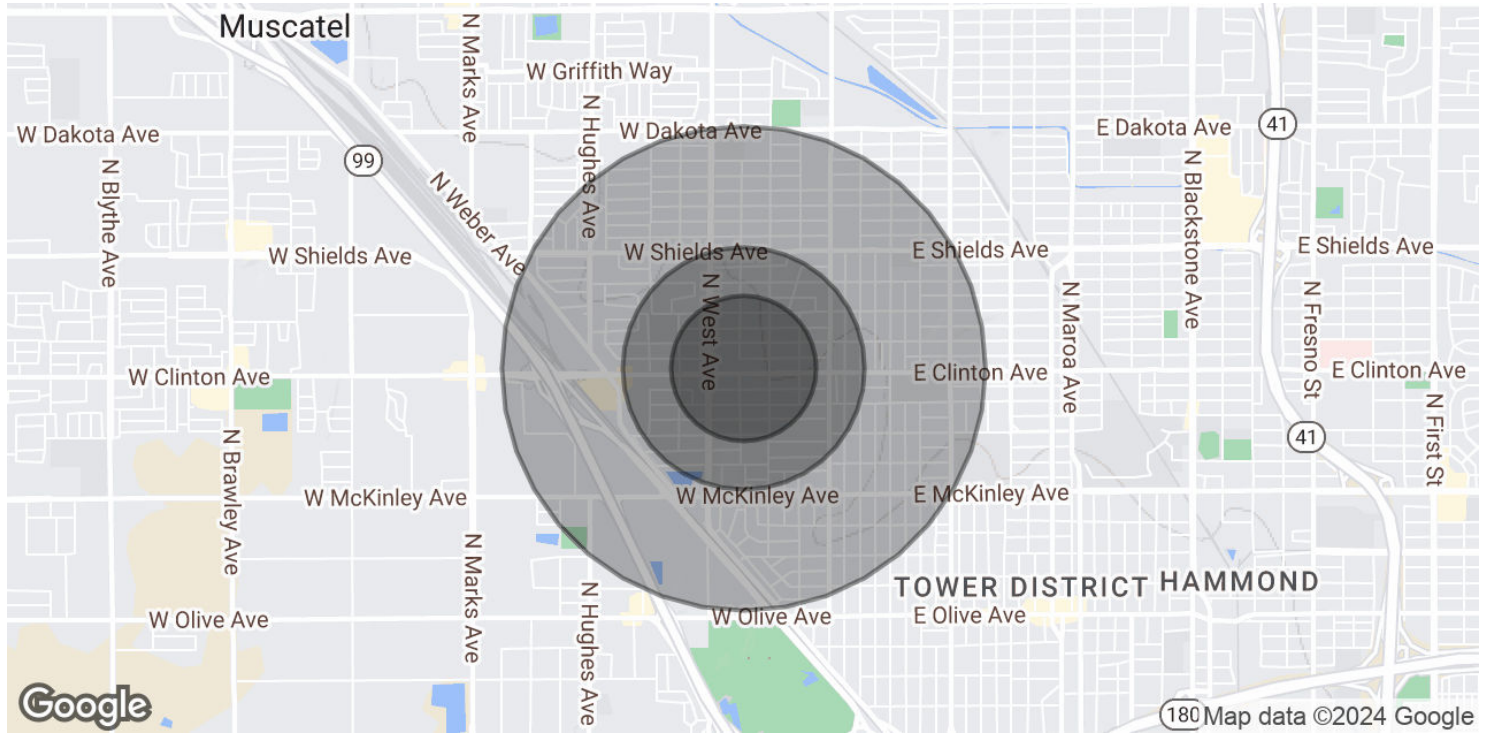 Muscatel
N Marks Ave
W Griffith Way
N Hughes Ave
W Dakota Ave
W Dakota Ave
E Dakota Ave
41
99
N Blythe Ave
N Weber Ave
N Blackstone Ave
W Shields Ave
W Shields Ave
E Shields Ave
E Shields Ave
N West Ave
N Maroa Ave
N Fresno St
W Clinton Ave
E Clinton Ave
E Clinton Ave
N First St
N Brawley Ave
41
W McKinley Ave
W McKinley Ave
E McKinley Ave
N Marks Ave
N Hughes Ave
TOWER DISTRICT
HAMMOND
W Olive Ave
W Olive Ave
E Olive Ave
Google
180
Map data ©2024 Google